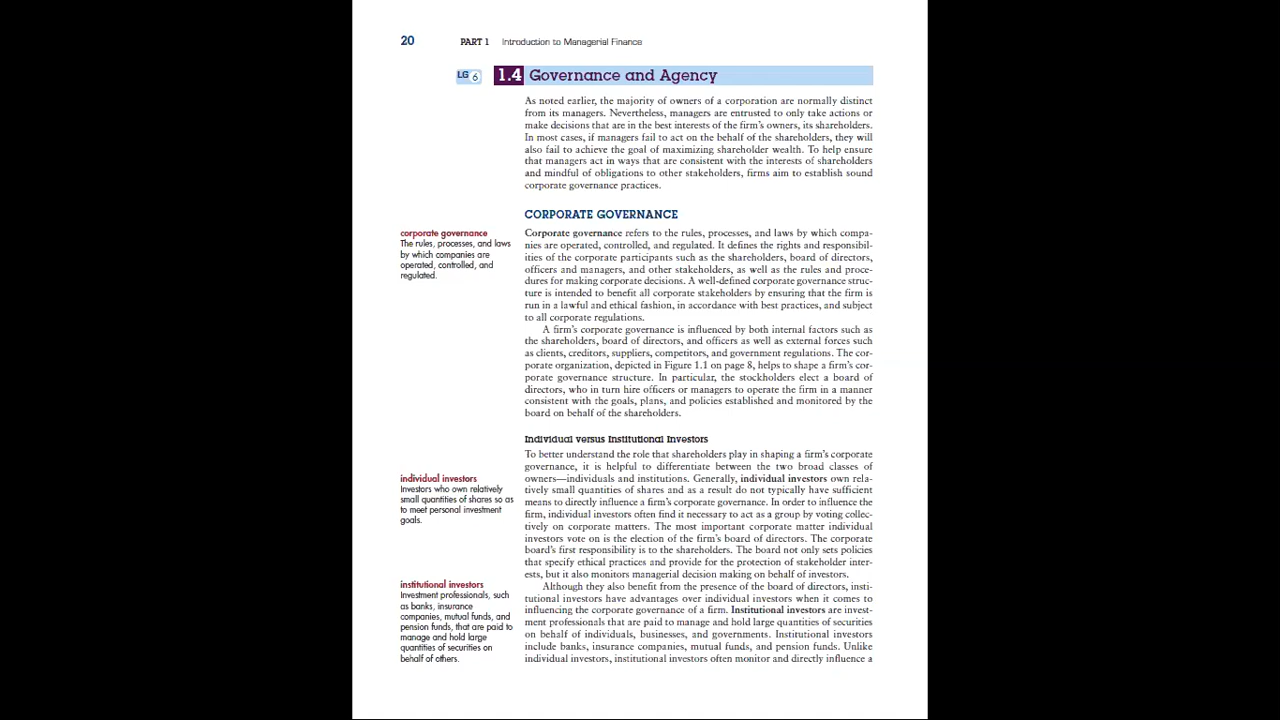 20 PART 1 Introduction to Managerial Finance
LG 6 1.4 Governance and Agency
As noted earlier, the majority of owners of a corporation are normally distinct
from its managers. Nevertheless, managers are entrusted to only take actions or
make decisions that are in the best interests of the firm's owners, its shareholders.
In most cases, if managers fail to act on the behalf of the shareholders, they will
also fail to achieve the goal of maximizing shareholder wealth. To help ensure
that managers act in ways that are consistent with the interests of shareholders
and mindful of obligations to other stakeholders, firms aim to establish sound
corporate governance practices.
CORPORATE GOVERNANCE
corporate governance
The rules, processes, and laws
by which companies are
operated, controlled, and
regulated.
Corporate governance refers to the rules, processes, and laws by which compa-
nies are operated, controlled, and regulated. It defines the rights and responsibil-
ities of the corporate participants such as the shareholders, board of directors,
officers and managers, and other stakeholders, as well as the rules and proce-
dures for making corporate decisions. A well-defined corporate governance struc-
ture is intended to benefit all corporate stakeholders by ensuring that the firm is
run in a lawful and ethical fashion, in accordance with best practices, and subject
to all corporate regulations.
A firm's corporate governance is influenced by both internal factors such as
the shareholders, board of directors, and officers as well as external forces such
as clients, creditors, suppliers, competitors, and government regulations. The cor-
porate organization, depicted in Figure 1.1 on page 8, helps to shape a firm's cor-
porate governance structure. In particular, the stockholders elect a board of
directors, who in turn hire officers or managers to operate the firm in a manner
consistent with the goals, plans, and policies established and monitored by the
board on behalf of the shareholders.
Individual versus Institutional Investors
individual investors
Investors who own relatively
small quantities of shares so as
to meet personal investment
goals.
To better understand the role that shareholders play in shaping a firm's corporate
governance, it is helpful to differentiate between the two broad classes of
owners—individuals and institutions. Generally, individual investors own rela-
tively small quantities of shares and as a result do not typically have sufficient
means to directly influence a firm's corporate governance. In order to influence the
firm, individual investors often find it necessary to act as a group by voting collec-
tively on corporate matters. The most important corporate matter individual
investors vote on is the election of the firm's board of directors. The corporate
board's first responsibility is to the shareholders. The board not only sets policies
that specify ethical practices and provide for the protection of stakeholder inter-
ests, but it also monitors managerial decision making on behalf of investors.
institutional investors
Investment professionals, such
as banks, insurance
companies, mutual funds, and
pension funds, that are paid to
manage and hold large
quantities of securities on
behalf of others.
Although they also benefit from the presence of the board of directors, insti-
tutional investors have advantages over individual investors when it comes to
influencing the corporate governance of a firm. Institutional investors are invest-
ment professionals that are paid to manage and hold large quantities of securities
on behalf of individuals, businesses, and governments. Institutional investors
include banks, insurance companies, mutual funds, and pension funds. Unlike
individual investors, institutional investors often monitor and directly influence a